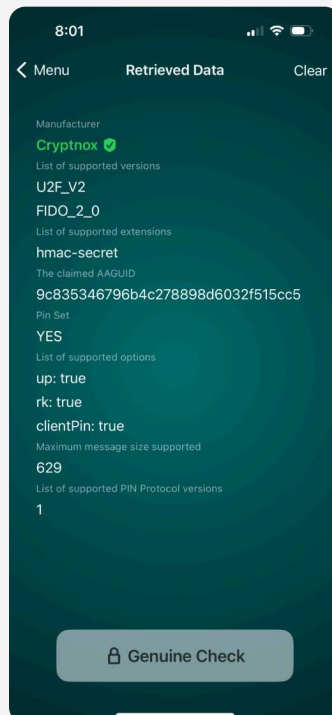 8:01
Menu Retrieved Data Clear
Manufacturer
Cryptnox
List of supported versions
U2F_V2
FIDO_2_0
List of supported extensions
hmac-secret
The claimed AAGUID
9c835346796b4c278898d6032f515cc5
Pin Set
YES
List of supported options
up: true
rk: true
clientPin: true
Maximum message size supported
629
List of supported PIN Protocol versions
1
Genuine Check